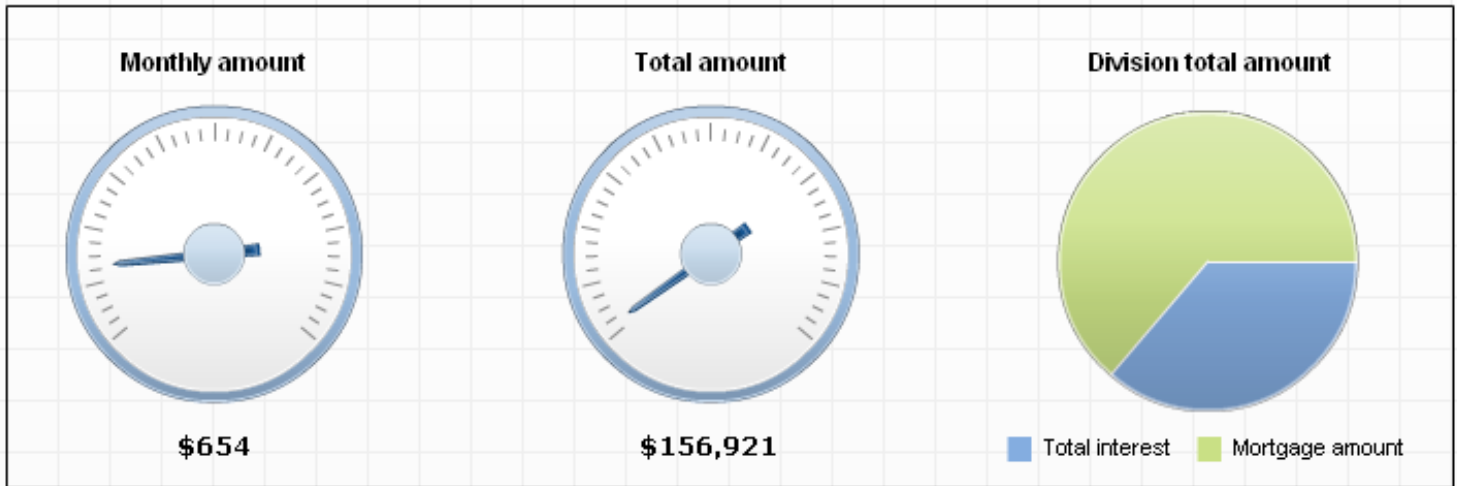 Monthly amount
Total amount
Division total amount
$654
$156,921
Total interest
Mortgage amount